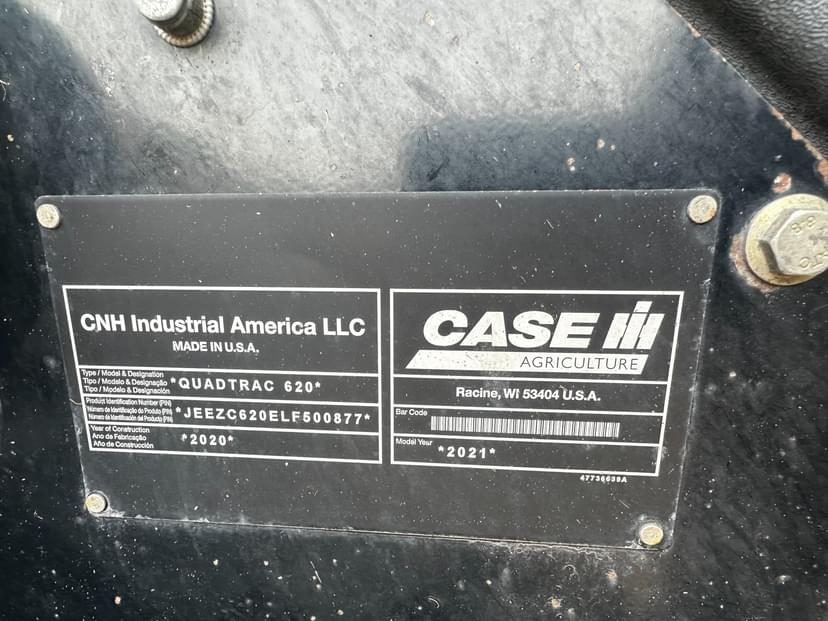 CNH Industrial America LLC
MADE IN U.S.A.
Type / Model & Designation
Tipo / Modelo & Designação
Tipo / Modelo & Designación
*QUADTRAC 620*
Product Identification Number (PIN)
Número de Identificação do Produto (PIN)
Número de Identificación del Producto (PIN)
*JEEZC620ELF500877*
Year of Construction
Ano de Fabricação
Año de Construcción
*2020*
CASE IH
AGRICULTURE
Racine, WI 53404 U.S.A.
Bar Code
Model Year
*2021*
47736639A